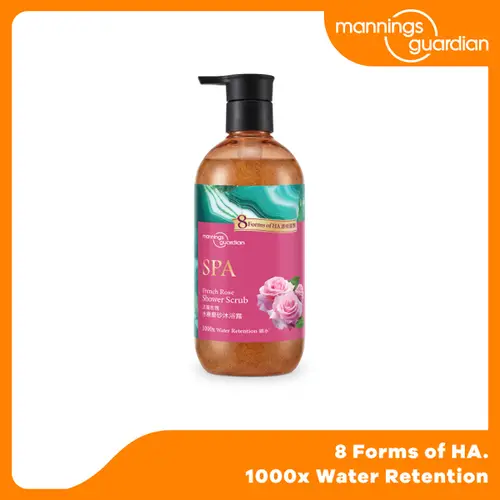 mannings
guardian
8 Forms of HA
mannings
guardian
SPA
French Rose
Shower Scrub
1000x Water Retention
8 Forms of HA.
1000x Water Retention